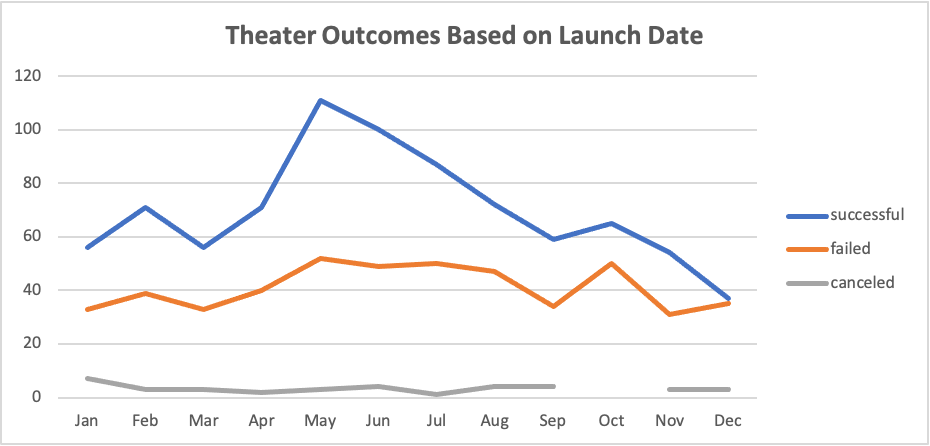 Theater Outcomes Based on Launch Date
120
100
80
60
40
20
0
Jan Feb Mar Apr May Jun Jul Aug Sep Oct Nov Dec
successful
failed
canceled